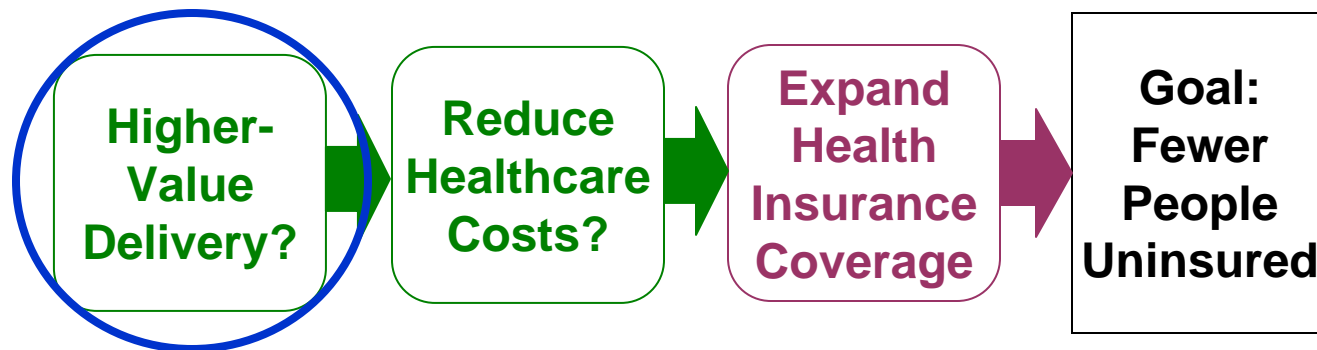 Higher-
Value
Delivery?
Reduce
Healthcare
Costs?
Expand
Health
Insurance
Coverage
Goal:
Fewer
People
Uninsured